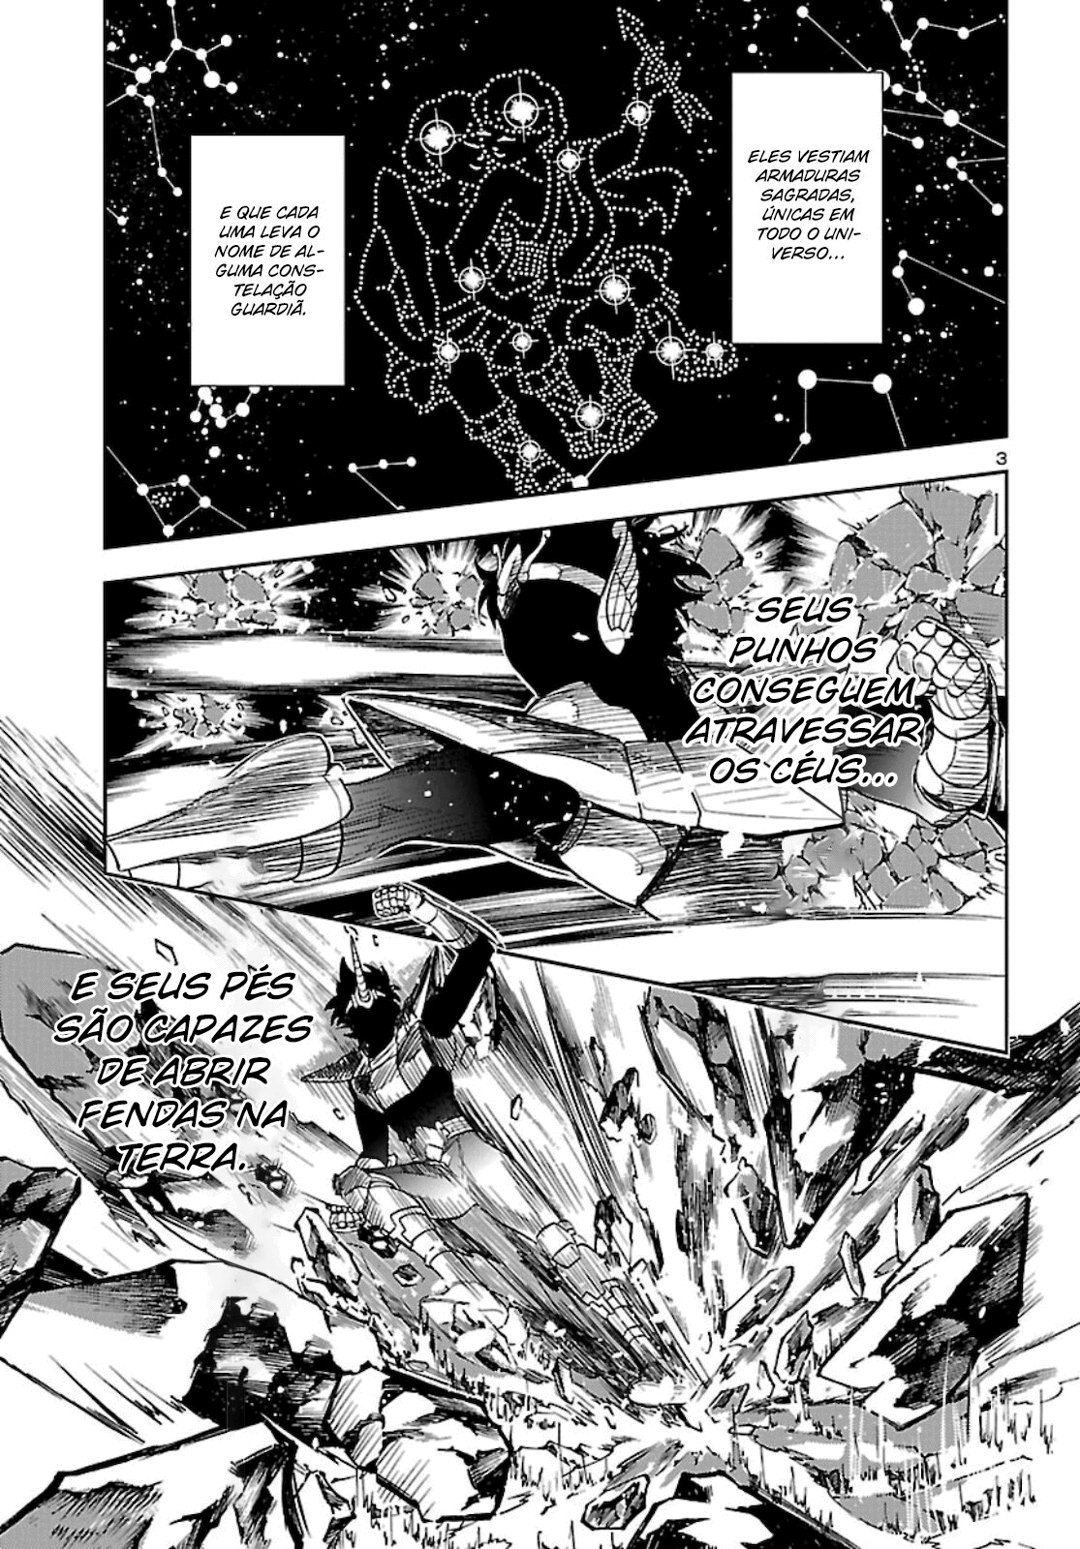 ELES VESTIAM
ARMADURAS
SAGRADAS,
ÚNICAS EM
TODO O UNI-
VERSO...
E QUE CADA
UMA LEVA O
NOME DE AL-
GUMA CONS-
TELAÇÃO
GUARDIÃ.
3
SEUS
PUNHOS
CONSEGUEM
ATRAVESSAR
OS CÉUS...
E SEUS PÉS
SÃO CAPAZES
DE ABRIR
FENDAS NA
TERRA.